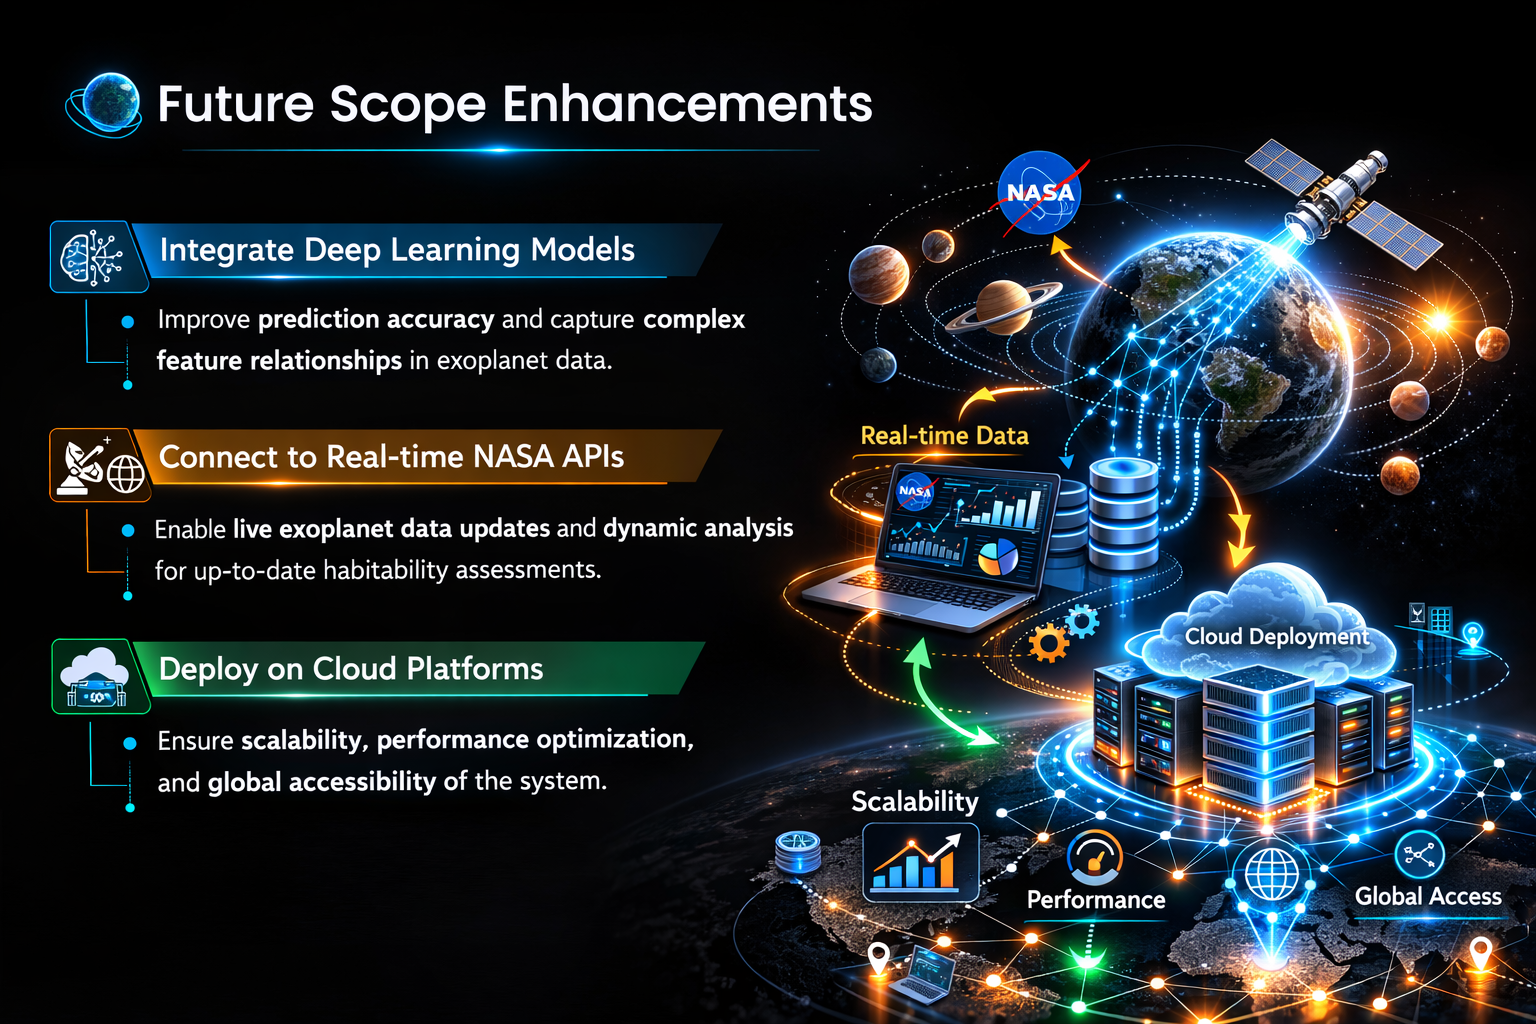 Future Scope Enhancements
Integrate Deep Learning Models
Improve prediction accuracy and capture complex
feature relationships in exoplanet data.
Connect to Real-time NASA APIs
Enable live exoplanet data updates and dynamic analysis
for up-to-date habitability assessments.
Deploy on Cloud Platforms
Ensure scalability, performance optimization,
and global accessibility of the system.
NASA
Real-time Data
NASA
Cloud Deployment
Scalability
Performance
Global Access